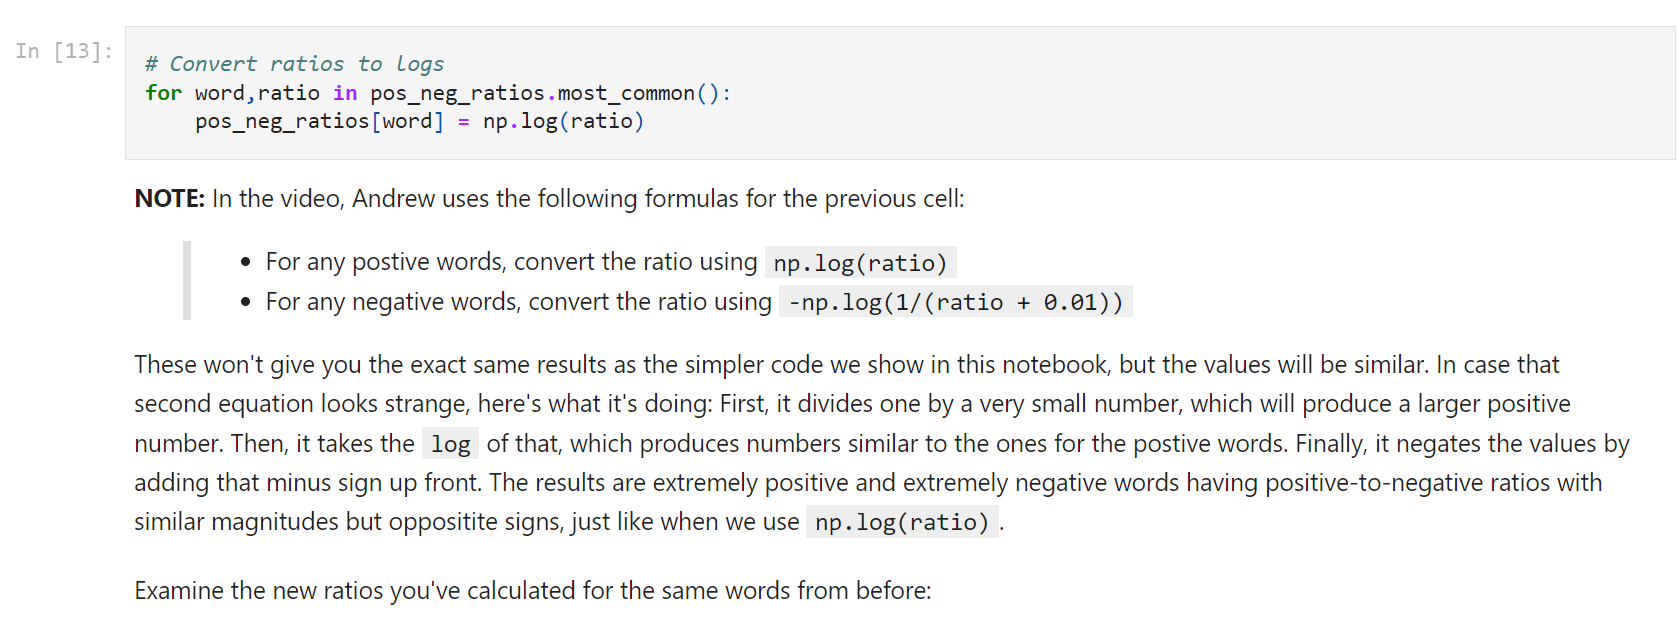 In [13]:
# Convert ratios to logs
for word,ratio in pos_neg_ratios.most_common():
    pos_neg_ratios[word] = np.log(ratio)
NOTE: In the video, Andrew uses the following formulas for the previous cell:
• For any postive words, convert the ratio using np.log(ratio)
• For any negative words, convert the ratio using -np.log(1/(ratio + 0.01))
These won't give you the exact same results as the simpler code we show in this notebook, but the values will be similar. In case that
second equation looks strange, here's what it's doing: First, it divides one by a very small number, which will produce a larger positive
number. Then, it takes the log of that, which produces numbers similar to the ones for the postive words. Finally, it negates the values by
adding that minus sign up front. The results are extremely positive and extremely negative words having positive-to-negative ratios with
similar magnitudes but oppositite signs, just like when we use np.log(ratio).
Examine the new ratios you've calculated for the same words from before: